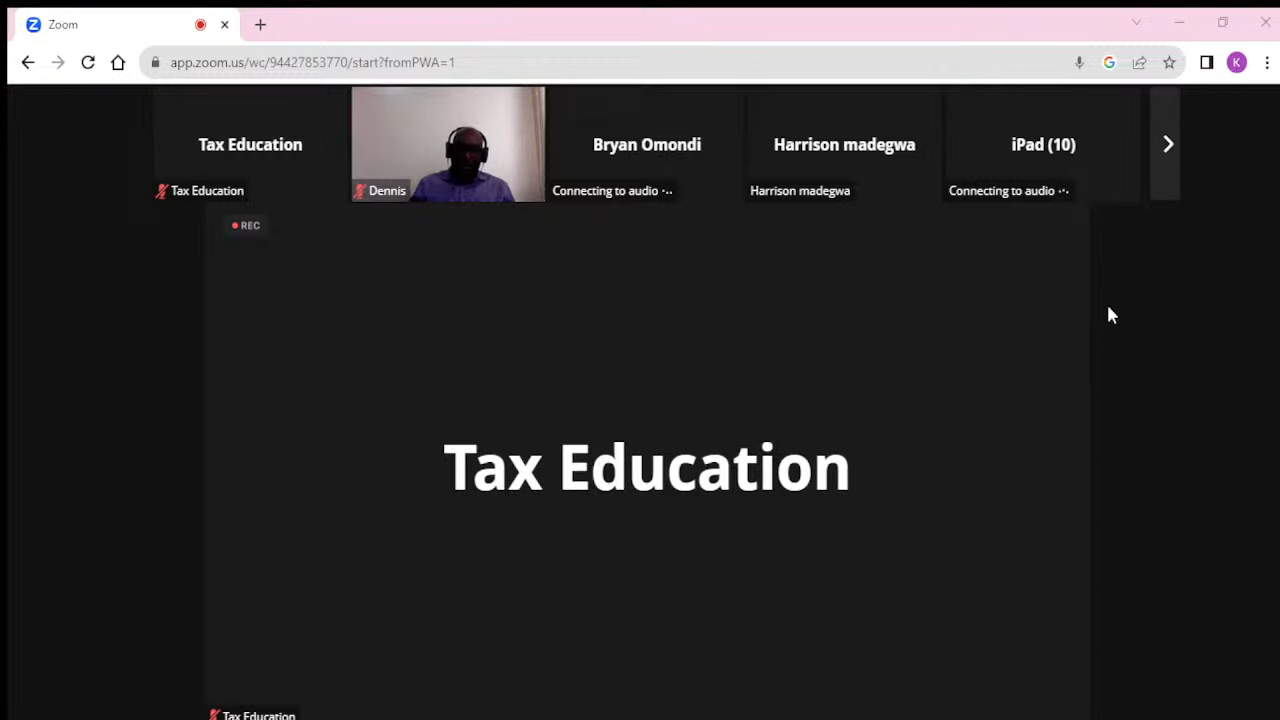 Zoom
app.zoom.us/wc/94427853770/start?fromPWA=1
K
Tax Education
Bryan Omondi
Harrison madegwa
iPad (10)
Tax Education
Dennis
Connecting to audio
Harrison madegwa
Connecting to audio
REC
Tax Education
Tax Education